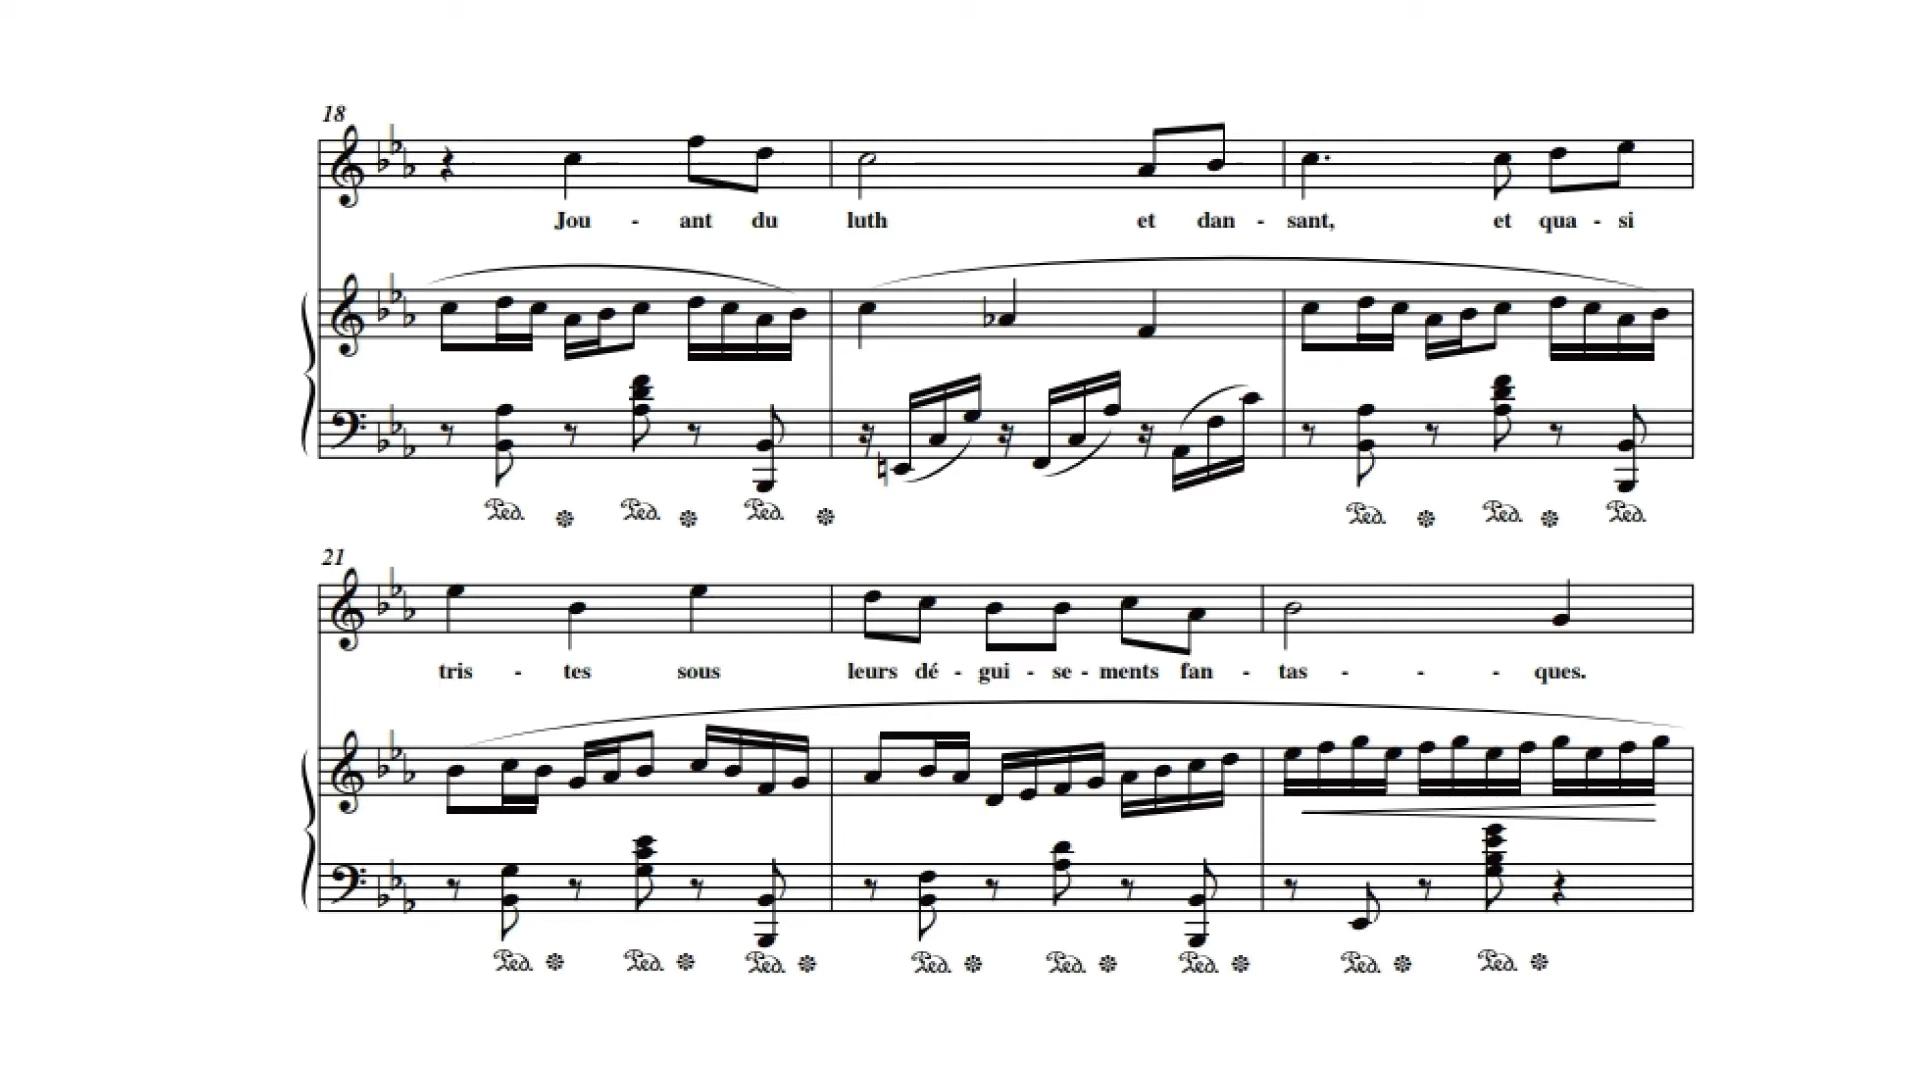 18
Jou - ant du luth et dan - sant, et qua - si
Ped. Ped. Ped. Ped. Ped. Ped.
21
tris - tes sous leurs dé - gui - se - ments fan - tas - - - ques.
Ped. Ped. Ped. Ped. Ped. Ped. Ped. Ped.